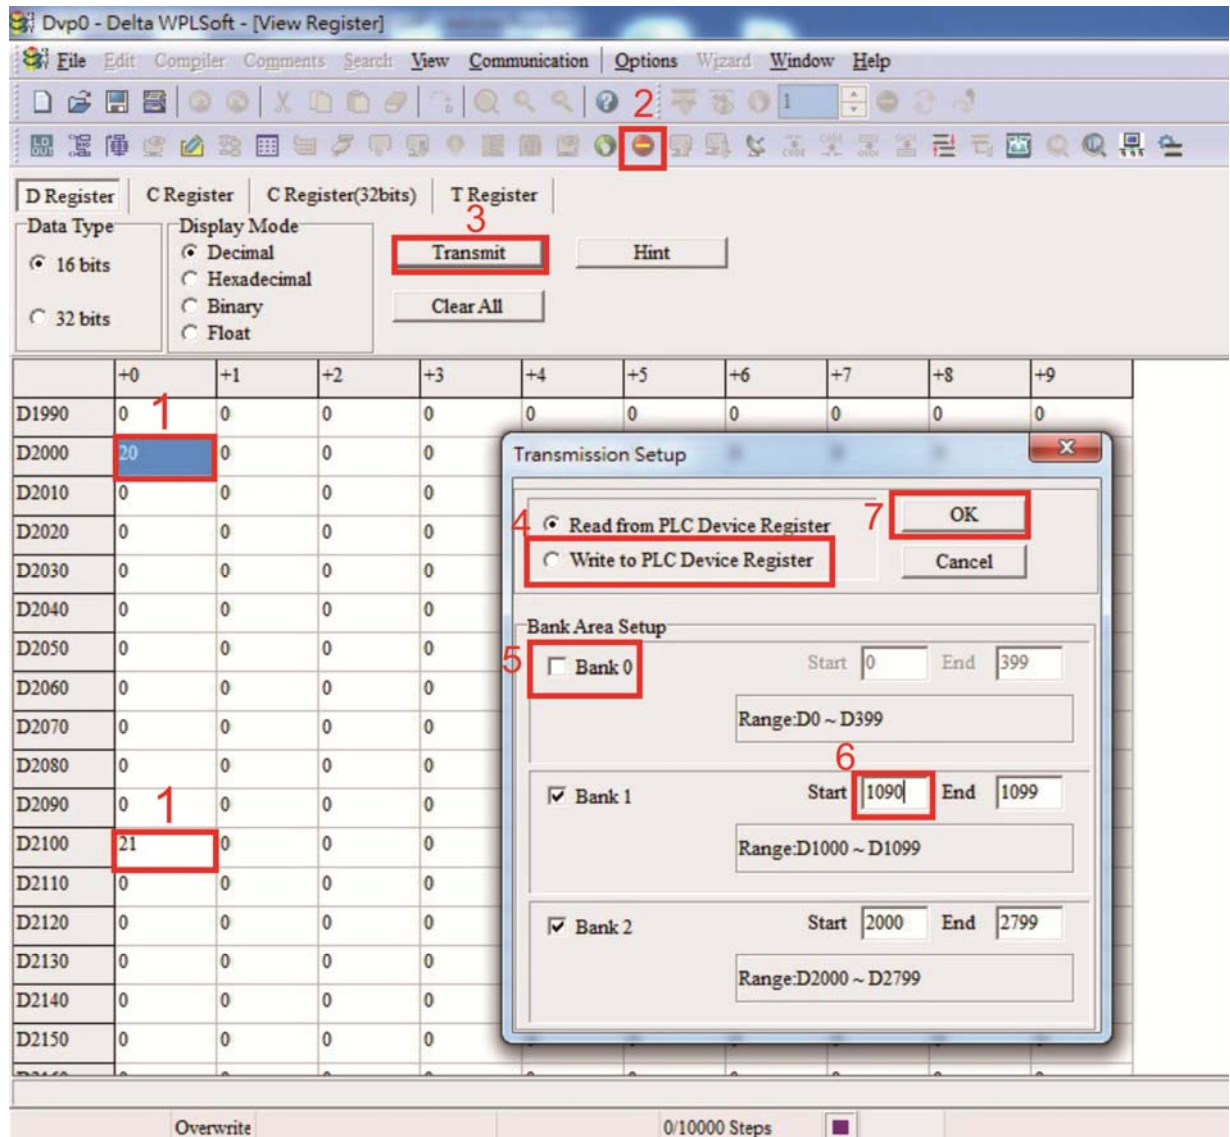 Dvp0 - Delta WPLSoft - [View Register]
File Edit Compiler Comments Search View Communication Options Wizard Window Help
2
1
D Register C Register C Register(32bits) T Register
3
Data Type Display Mode
16 bits
Decimal
Transmit Hint
Hexadecimal
32 bits
Binary
Clear All
Float
+0 +1 +2 +3 +4 +5 +6 +7 +8 +9
1
D1990 0 0 0 0 0 0 0 0 0 0
D2000 20 0 0 0
D2010 0 0 0 0
D2020 0 0 0 0
D2030 0 0 0 0
D2040 0 0 0 0
D2050 0 0 0 0
D2060 0 0 0 0
D2070 0 0 0 0
D2080 0 0 0 0
D2090 0 0 0 0
1
D2100 21 0 0 0
D2110 0 0 0 0
D2120 0 0 0 0
D2130 0 0 0 0
D2140 0 0 0 0
D2150 0 0 0 0
Transmission Setup
4 Read from PLC Device Register
7 OK
Write to PLC Device Register
Cancel
Bank Area Setup
5 Bank 0 Start 0 End 399
Range:D0 ~ D399
6
Bank 1 Start 1090 End 1099
Range:D1000 ~ D1099
Bank 2 Start 2000 End 2799
Range:D2000 ~ D2799
Overwrite 0/10000 Steps